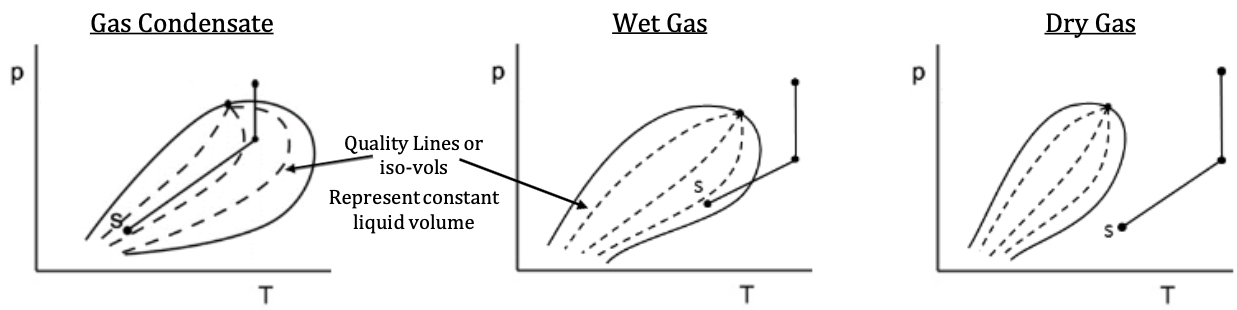 Gas Condensate
p
S
T
Quality Lines or
iso-vols
Represent constant
liquid volume
Wet Gas
p
s
T
Dry Gas
p
s
T